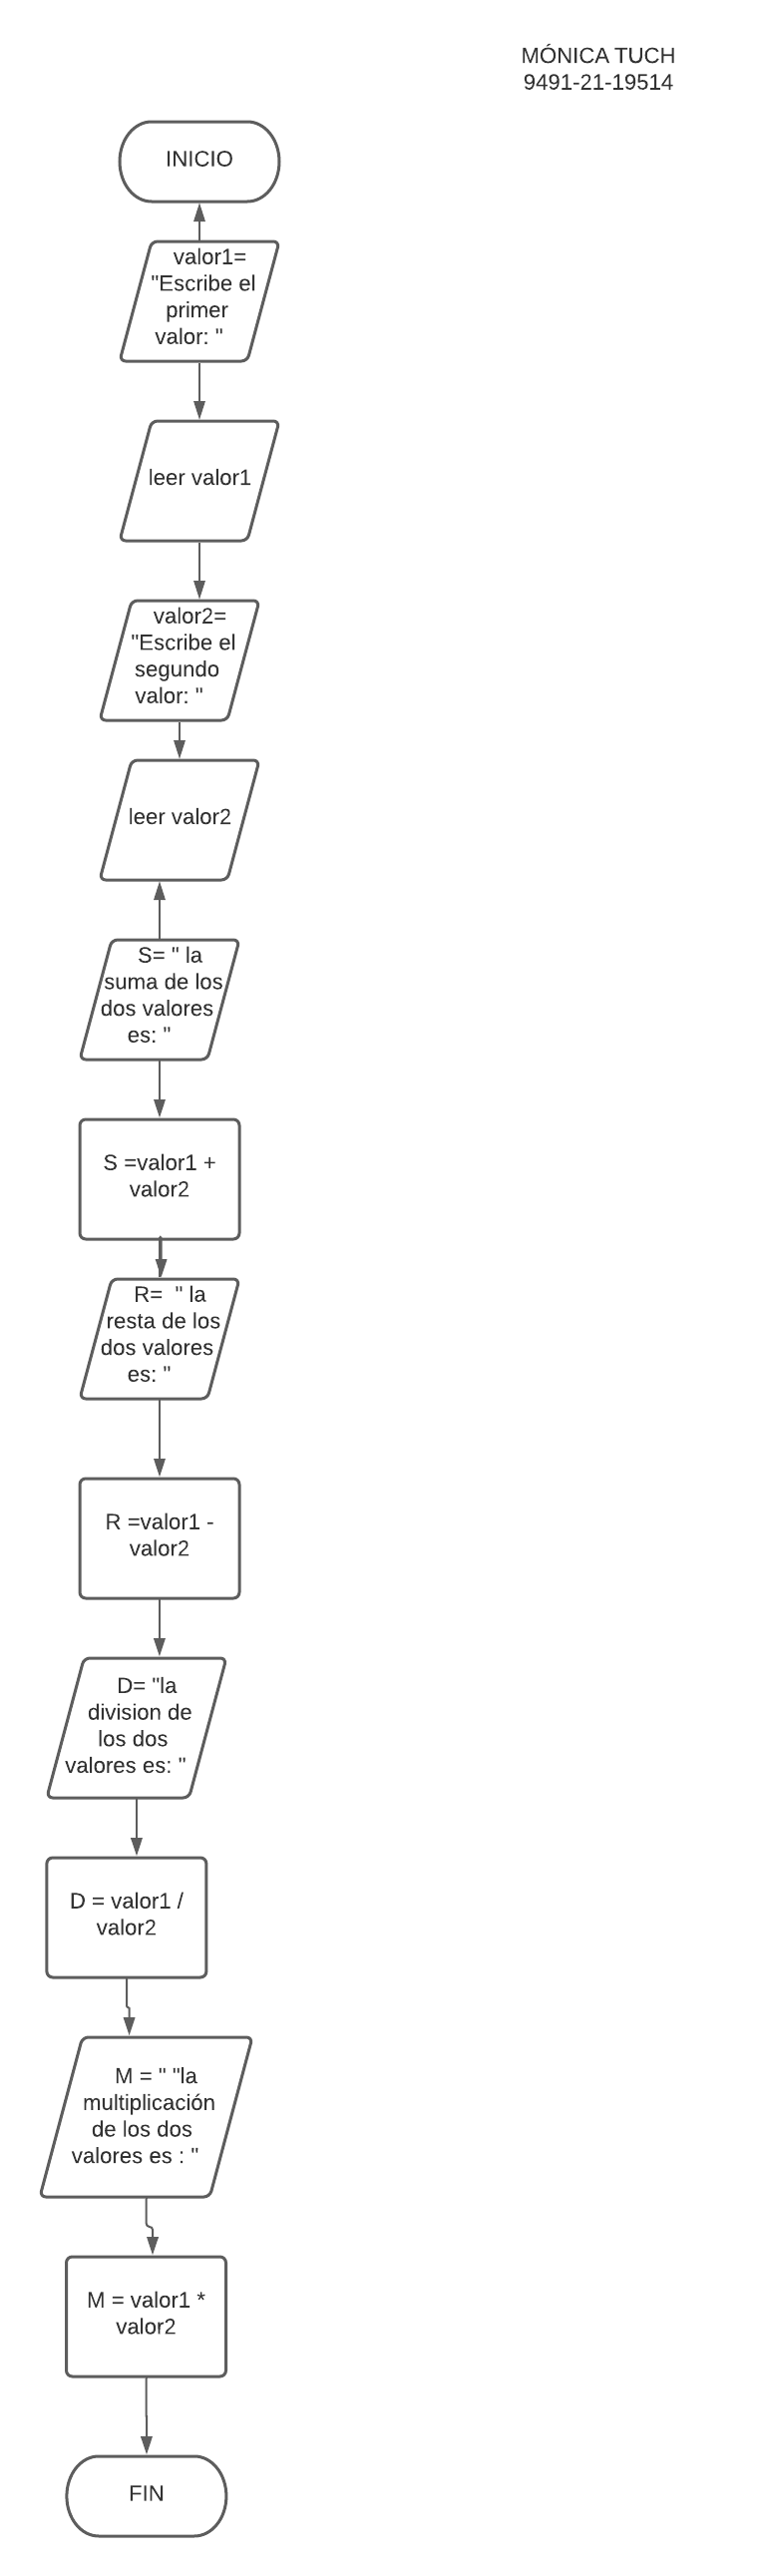 MÓNICA TUCH
9491-21-19514
INICIO
valor1=
"Escribe el
primer
valor: "
leer valor1
valor2=
"Escribe el
segundo
valor: "
leer valor2
S= " la
suma de los
dos valores
es: "
S =valor1 +
valor2
R=  " la
resta de los
dos valores
es: "
R =valor1 -
valor2
D= "la
division de
los dos
valores es: "
D = valor1 /
valor2
M = " "la
multiplicación
de los dos
valores es : "
M = valor1 *
valor2
FIN